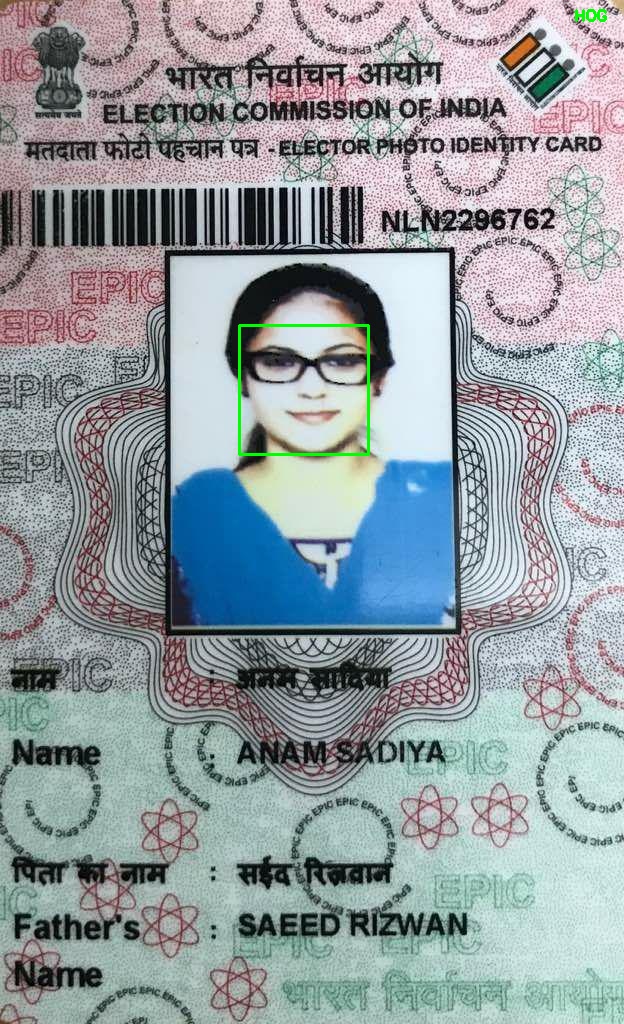 HOG
भारत निर्वाचन आयोग
ELECTION COMMISSION OF INDIA
मतदाता फोटो पहचान पत्र - ELECTOR PHOTO IDENTITY CARD
NLN2296762
नाम : अनम सादिया
Name : ANAM SADIYA
पिता का नाम : सईद रिज़वान
Father's : SAEED RIZWAN
Name
भारत निर्वाचन आयोग